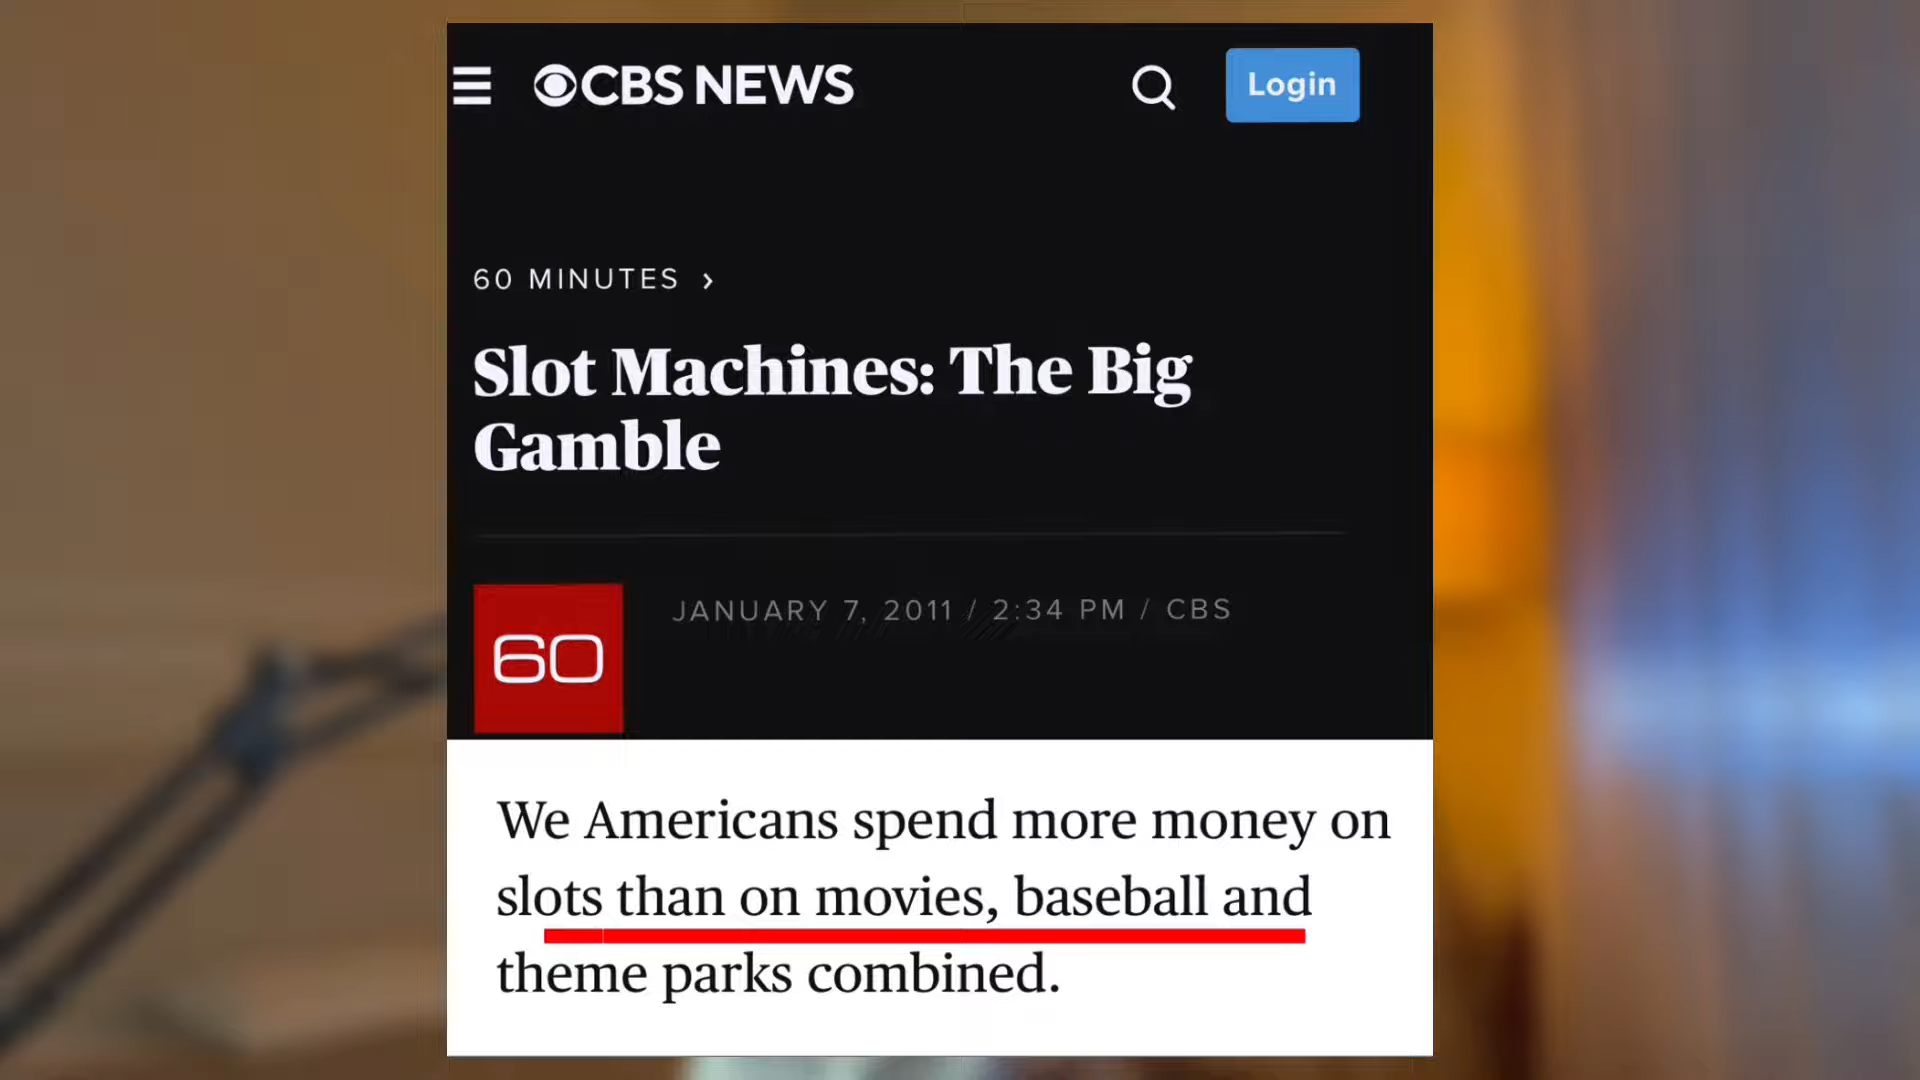 CBS NEWS
Login
60 MINUTES ›
Slot Machines: The Big
Gamble
60
JANUARY 7, 2011 / 2:34 PM / CBS
We Americans spend more money on
slots than on movies, baseball and
theme parks combined.